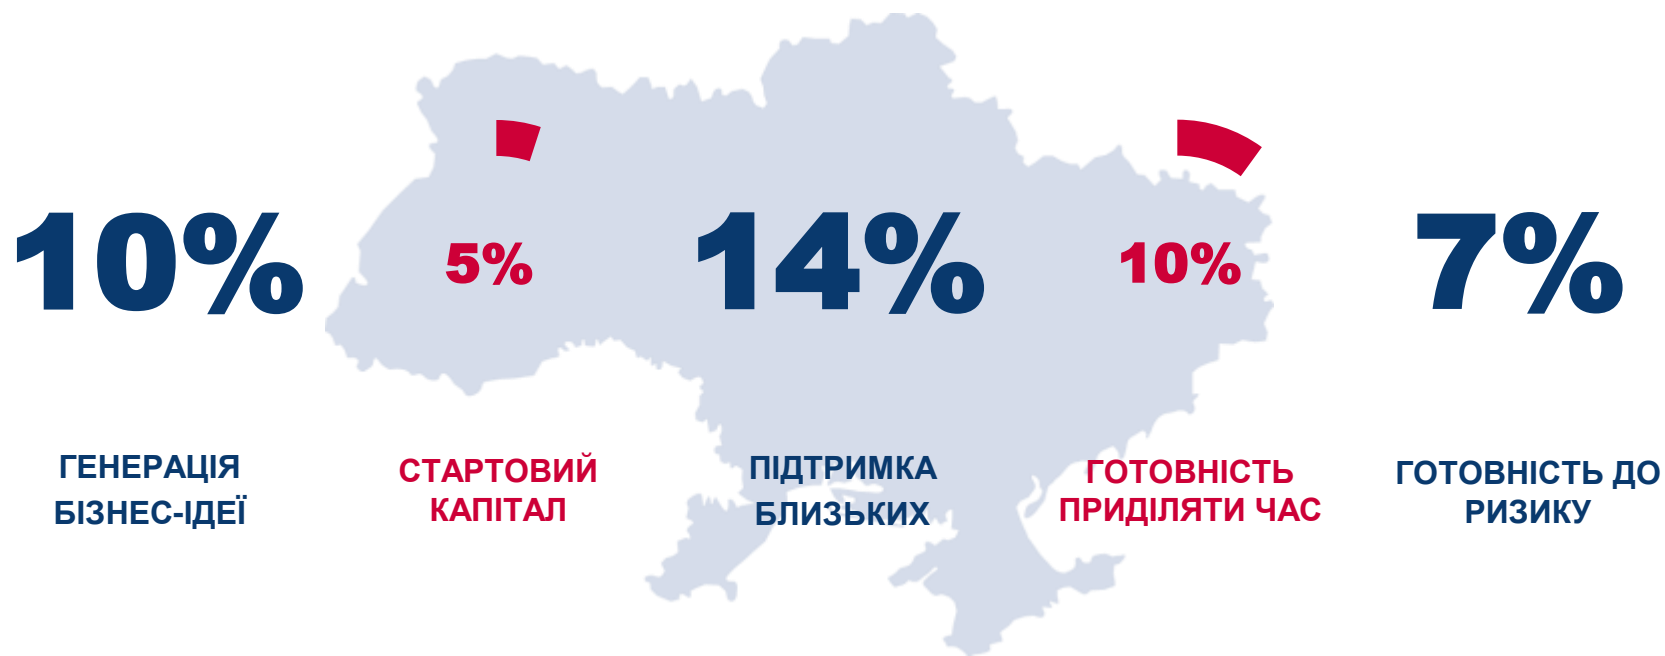 10%
5%
14%
10%
7%
ГЕНЕРАЦІЯ
БІЗНЕС-ІДЕЇ
СТАРТОВИЙ
КАПІТАЛ
ПІДТРИМКА
БЛИЗЬКИХ
ГОТОВНІСТЬ
ПРИДІЛЯТИ ЧАС
ГОТОВНІСТЬ ДО
РИЗИКУ